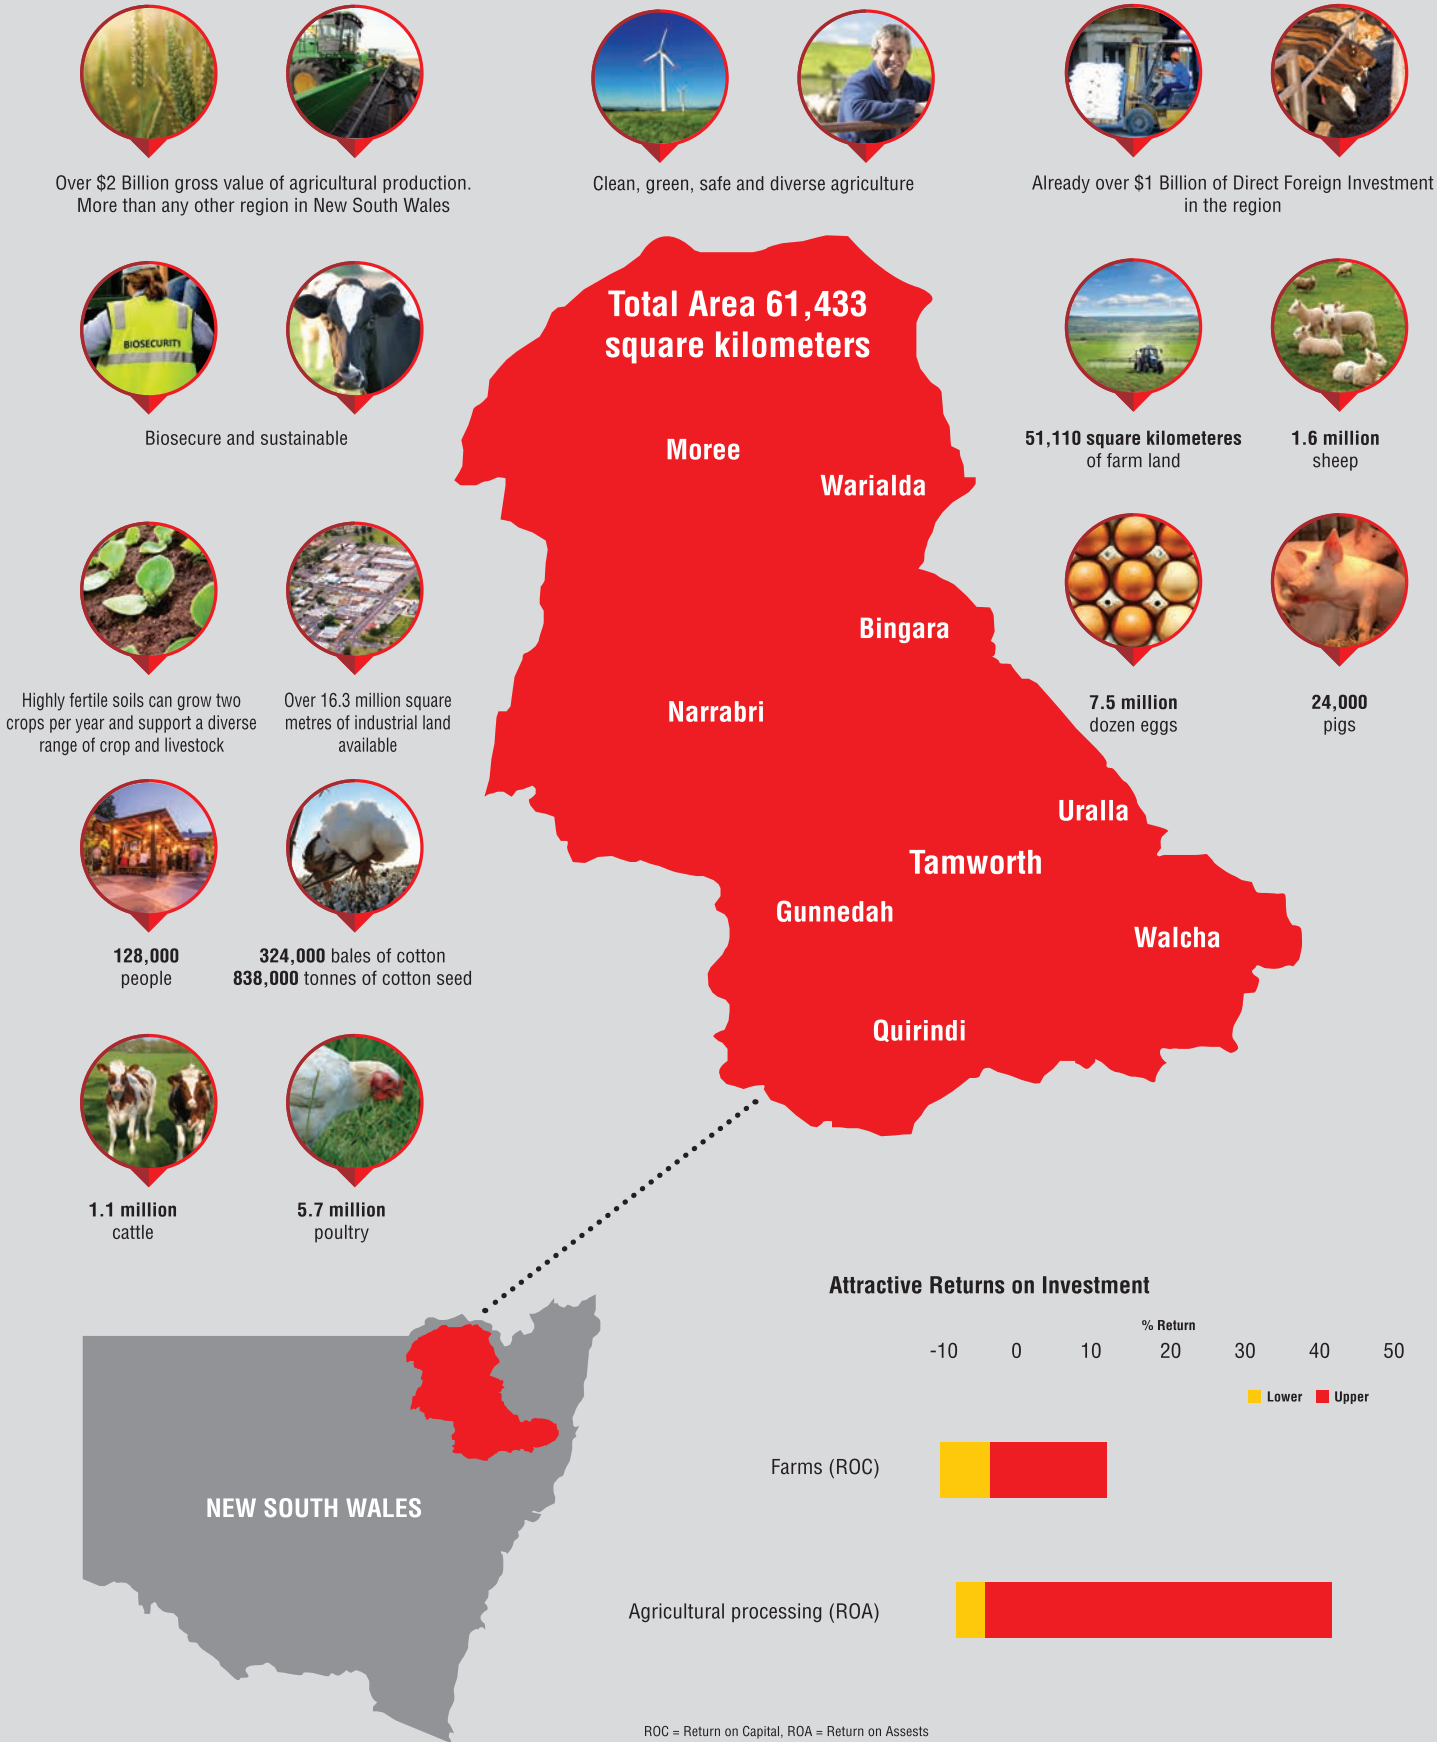 Over $2 Billion gross value of agricultural production.
More than any other region in New South Wales
Clean, green, safe and diverse agriculture
Already over $1 Billion of Direct Foreign Investment
in the region
BIOSECURITY
Biosecure and sustainable
Total Area 61,433
square kilometers
51,110 square kilometeres
of farm land
1.6 million
sheep
Moree
Warialda
Bingara
Narrabri
Uralla
Tamworth
Gunnedah
Walcha
Quirindi
Highly fertile soils can grow two
crops per year and support a diverse
range of crop and livestock
Over 16.3 million square
metres of industrial land
available
7.5 million
dozen eggs
24,000
pigs
128,000
people
324,000 bales of cotton
838,000 tonnes of cotton seed
1.1 million
cattle
5.7 million
poultry
NEW SOUTH WALES
Attractive Returns on Investment
% Return
-10 0 10 20 30 40 50
Lower Upper
Farms (ROC)
Agricultural processing (ROA)
ROC = Return on Capital, ROA = Return on Assests